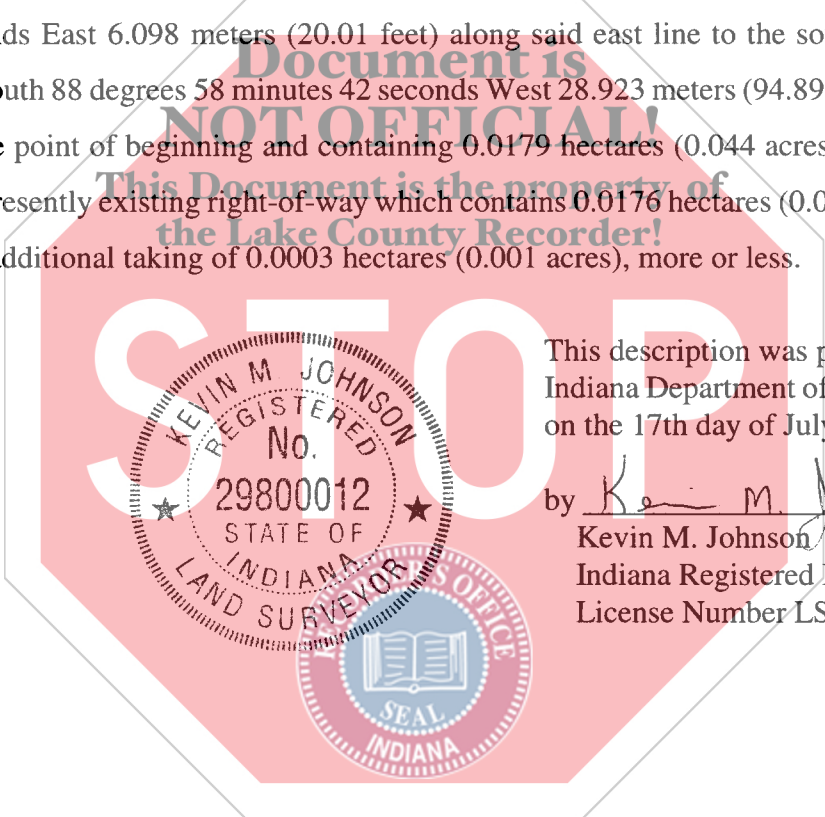 ds East 6.098 meters (20.01 feet) along said east line to the so
Document is
uth 88 degrees 58 minutes 42 seconds West 28.923 meters (94.89
NOT OFFICIAL!
point of beginning and containing 0.0179 hectares (0.044 acres
This Document is the property of
resently existing right-of-way which contains 0.0176 hectares (0.0
the Lake County Recorder!
dditional taking of 0.0003 hectares (0.001 acres), more or less.
STOP
KEVIN M JOHNSON
REGISTERED
No.
29800012
STATE OF
INDIANA
LAND SURVEYOR
This description was p
Indiana Department of
on the 17th day of July
by Kevin M.
Kevin M. Johnson
Indiana Registered
License Number LS
RECORDER'S OFFICE
SEAL
INDIANA